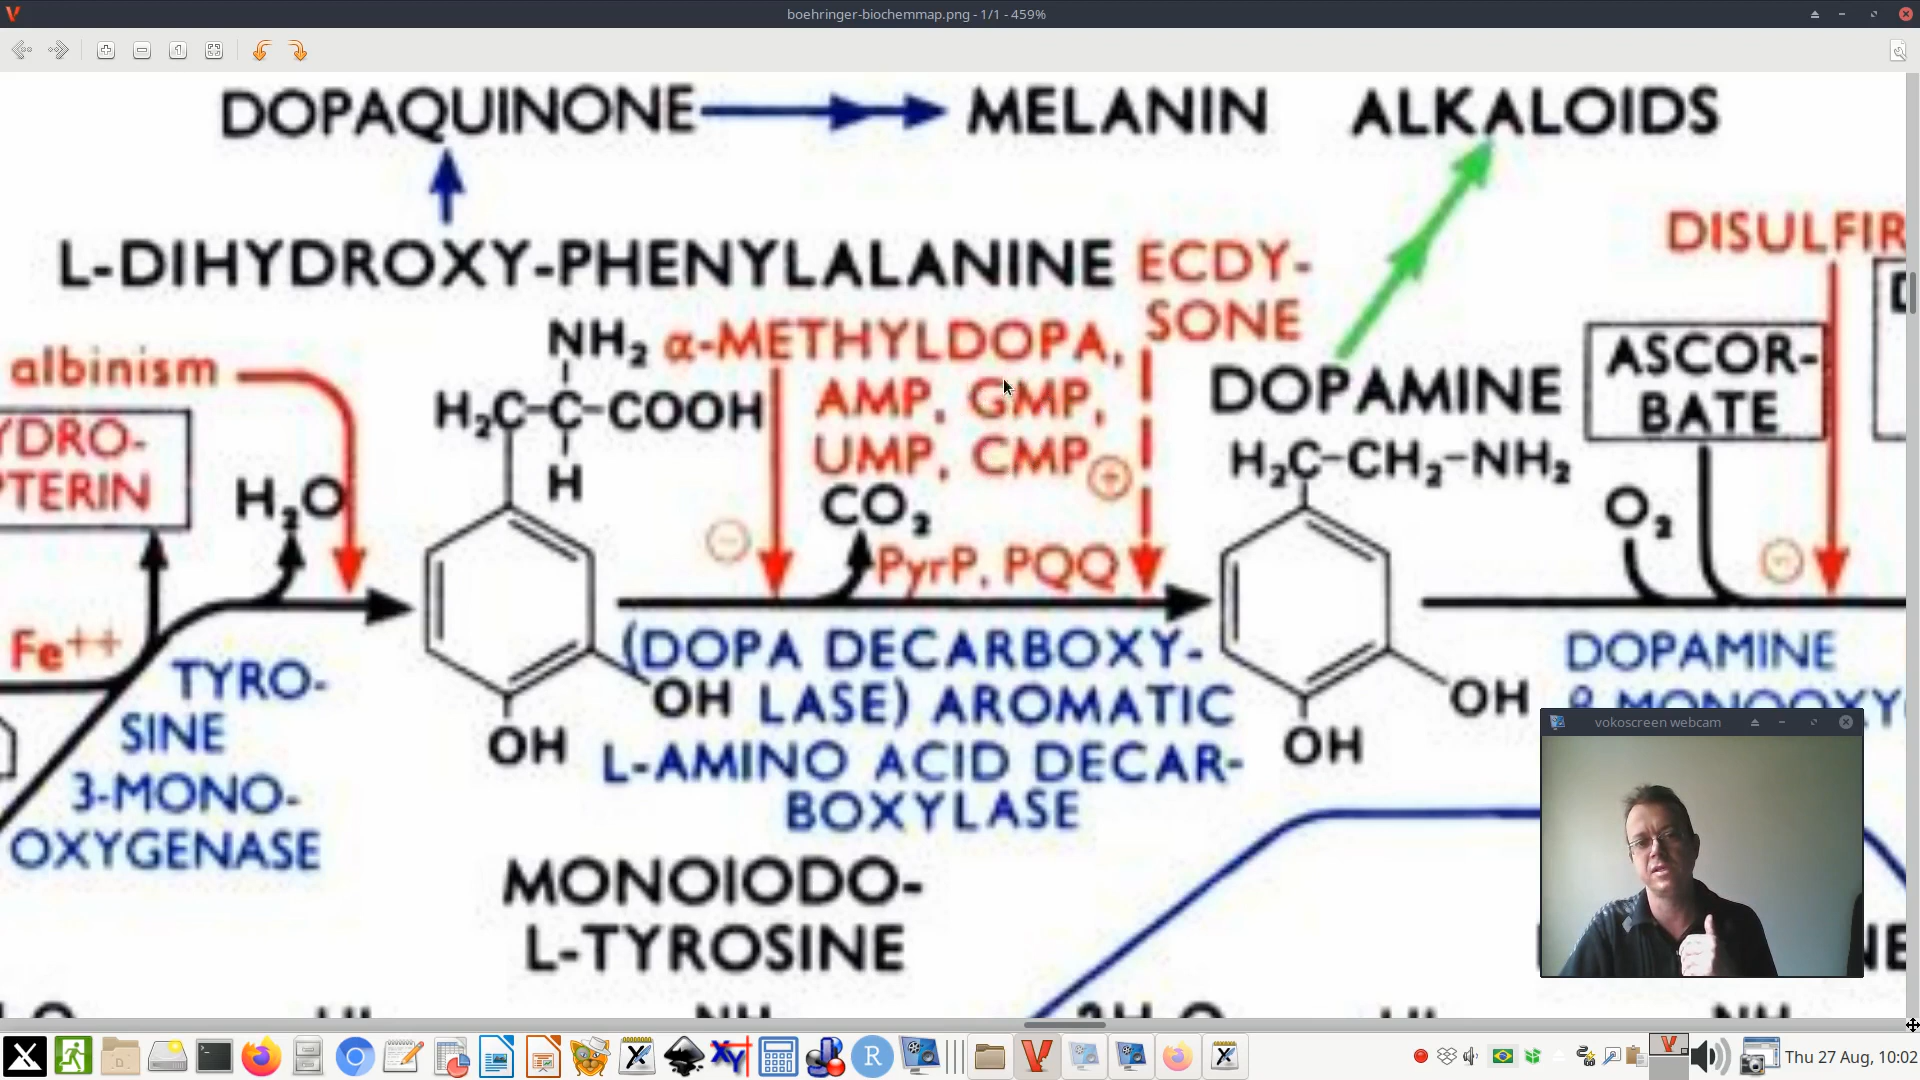 boehringer-biochemmap.png - 1/1 - 459%
DOPAQUINONE
MELANIN
ALKALOIDS
L-DIHYDROXY-PHENYLALANINE
ECDY-
SONE
DISULFIR
albinism
NH₂
α-METHYLDOPA,
AMP, GMP,
UMP, CMP
H₂C-C-COOH
H
DOPAMINE
H₂C-CH₂-NH₂
ASCOR-
BATE
YDRO-
PTERIN
H₂O
CO₂
+
O₂
−
−
PyrP, PQQ
Fe++
TYRO-
SINE
3-MONO-
OXYGENASE
(DOPA DECARBOXY-
LASE) AROMATIC
L-AMINO ACID DECAR-
BOXYLASE
OH
OH
OH
OH
DOPAMINE
vokoscreen webcam
MONOIODO-
L-TYROSINE
Thu 27 Aug, 10:02